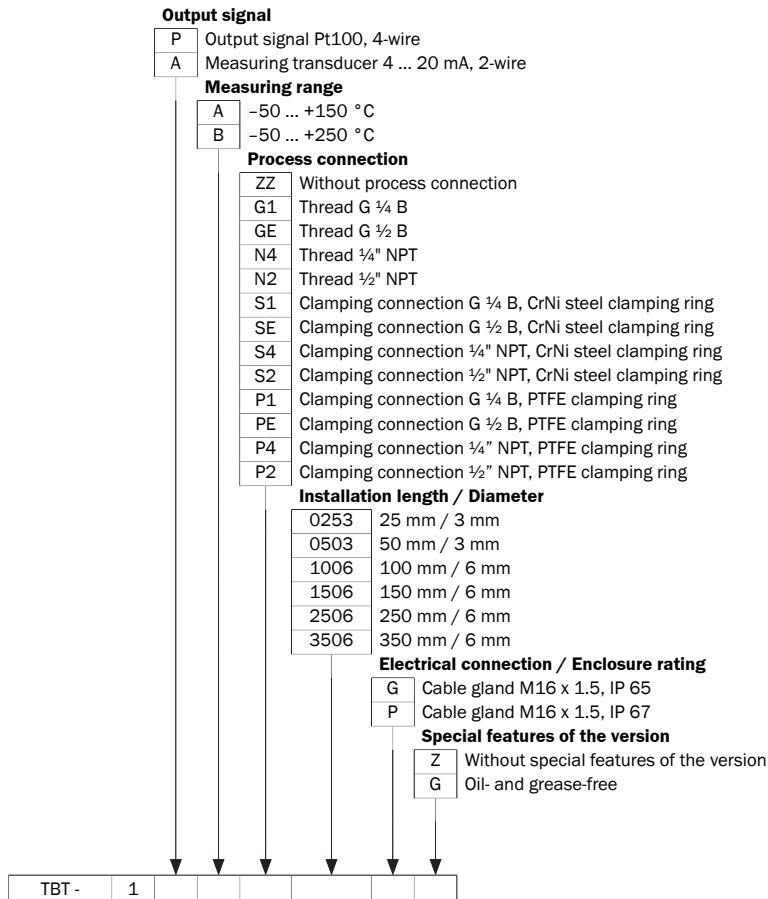 Output signal
P Output signal Pt100, 4-wire
A Measuring transducer 4 ... 20 mA, 2-wire
Measuring range
A –50 ... +150 °C
B –50 ... +250 °C
Process connection
ZZ Without process connection
G1 Thread G ¼ B
GE Thread G ½ B
N4 Thread ¼" NPT
N2 Thread ½" NPT
S1 Clamping connection G ¼ B, CrNi steel clamping ring
SE Clamping connection G ½ B, CrNi steel clamping ring
S4 Clamping connection ¼" NPT, CrNi steel clamping ring
S2 Clamping connection ½" NPT, CrNi steel clamping ring
P1 Clamping connection G ¼ B, PTFE clamping ring
PE Clamping connection G ½ B, PTFE clamping ring
P4 Clamping connection ¼” NPT, PTFE clamping ring
P2 Clamping connection ½” NPT, PTFE clamping ring
Installation length / Diameter
0253 25 mm / 3 mm
0503 50 mm / 3 mm
1006 100 mm / 6 mm
1506 150 mm / 6 mm
2506 250 mm / 6 mm
3506 350 mm / 6 mm
Electrical connection / Enclosure rating
G Cable gland M16 x 1.5, IP 65
P Cable gland M16 x 1.5, IP 67
Special features of the version
Z Without special features of the version
G Oil- and grease-free
TBT - 1